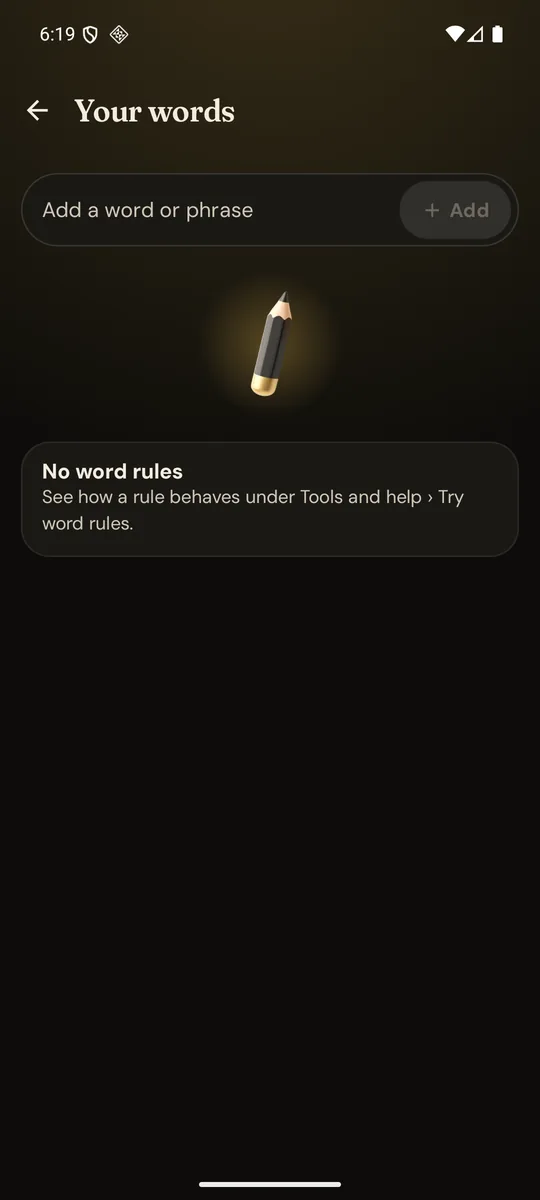 6:19
Your words
Add a word or phrase
+ Add
No word rules
See how a rule behaves under Tools and help › Try
word rules.